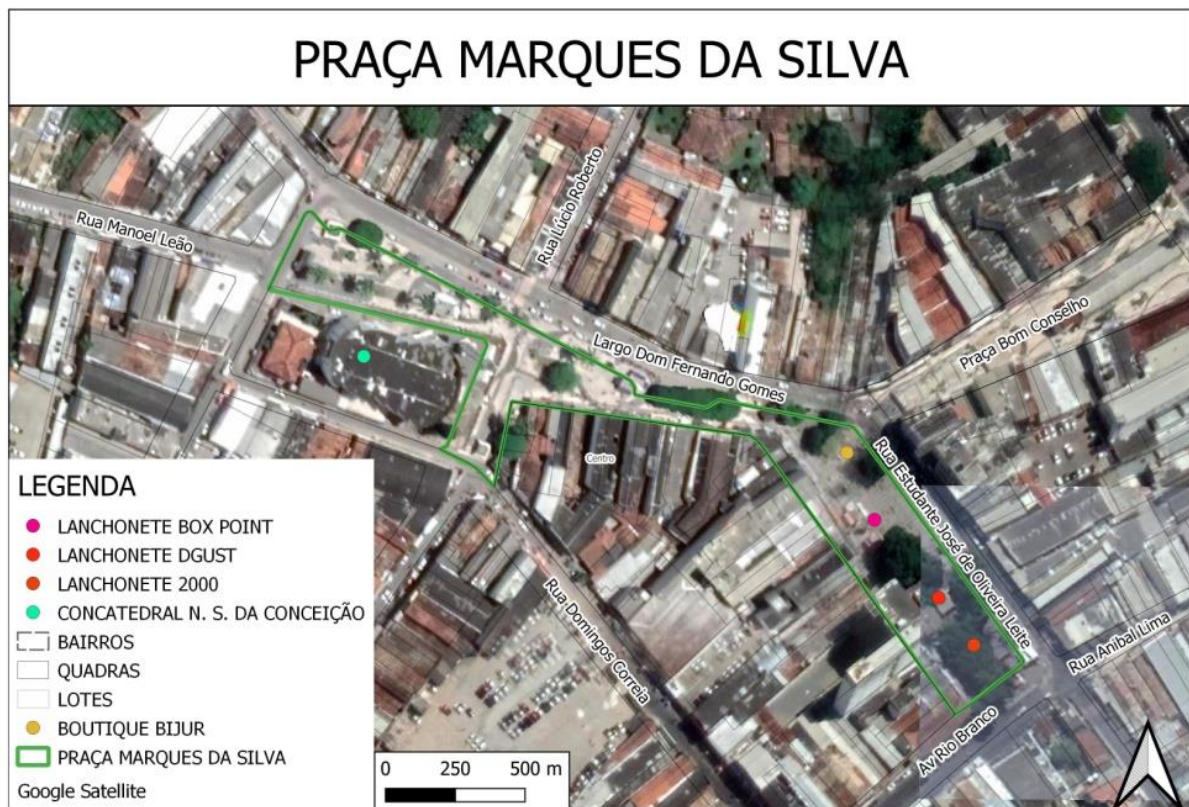 PRAÇA MARQUES DA SILVA
Rua Manoel Leão
Rua Lúcio Roberto
Largo Dom Fernando Gomes
Praça Bom Conselho
Centro
Rua Estudante José de Oliveira Leite
Rua Domingos Correia
Rua Anibal Lima
Av Rio Branco
LEGENDA
LANCHONETE BOX POINT
LANCHONETE DGUST
LANCHONETE 2000
CONCATEDRAL N. S. DA CONCEIÇÃO
BAIRROS
QUADRAS
LOTES
BOUTIQUE BIJUR
PRAÇA MARQUES DA SILVA
Google Satellite
0 250 500 m